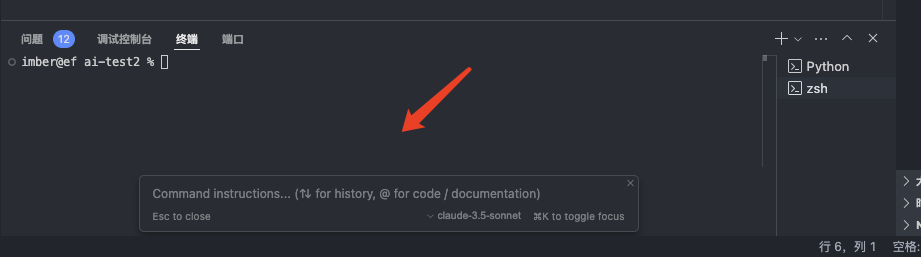 问题 12 调试控制台 终端 端口
imber@ef ai-test2 %
Python
zsh
Command instructions... (↑↓ for history, @ for code / documentation)
Esc to close claude-3.5-sonnet ⌘K to toggle focus
行 6，列 1 空格: